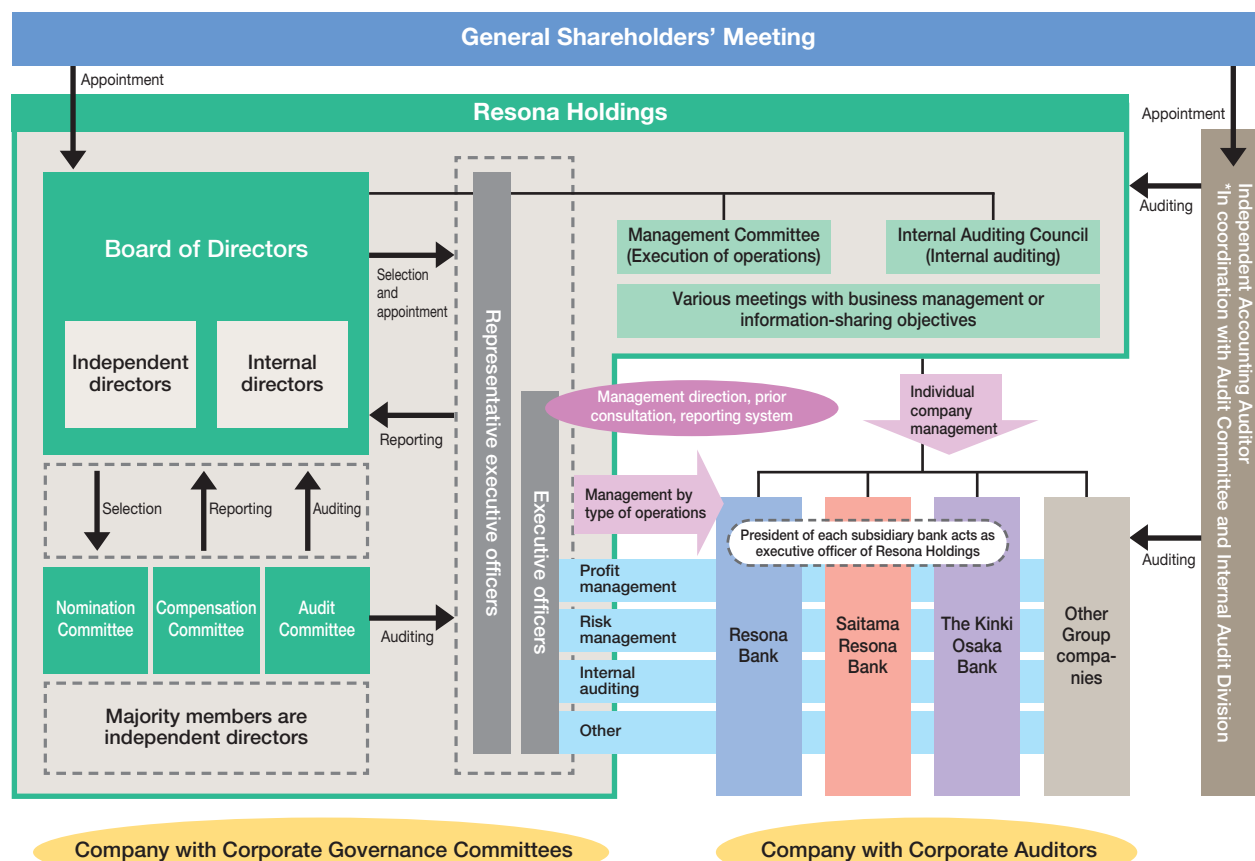 General Shareholders' Meeting
Appointment
Appointment
Resona Holdings
Board of Directors
Independent
directors
Internal
directors
Selection
and
appointment
Reporting
Selection
Reporting
Auditing
Nomination
Committee
Compensation
Committee
Audit
Committee
Auditing
Majority members are
independent directors
Representative executive officers
Executive officers
Management Committee
(Execution of operations)
Internal Auditing Council
(Internal auditing)
Various meetings with business management or
information-sharing objectives
Management direction, prior
consultation, reporting system
Individual
company
management
Management by
type of operations
President of each subsidiary bank acts as
executive officer of Resona Holdings
Profit
management
Risk
management
Internal
auditing
Other
Resona
Bank
Saitama
Resona
Bank
The Kinki
Osaka
Bank
Other
Group
compa-
nies
Auditing
Auditing
Independent Accounting Auditor
*In coordination with Audit Committee and Internal Audit Division
Company with Corporate Governance Committees
Company with Corporate Auditors